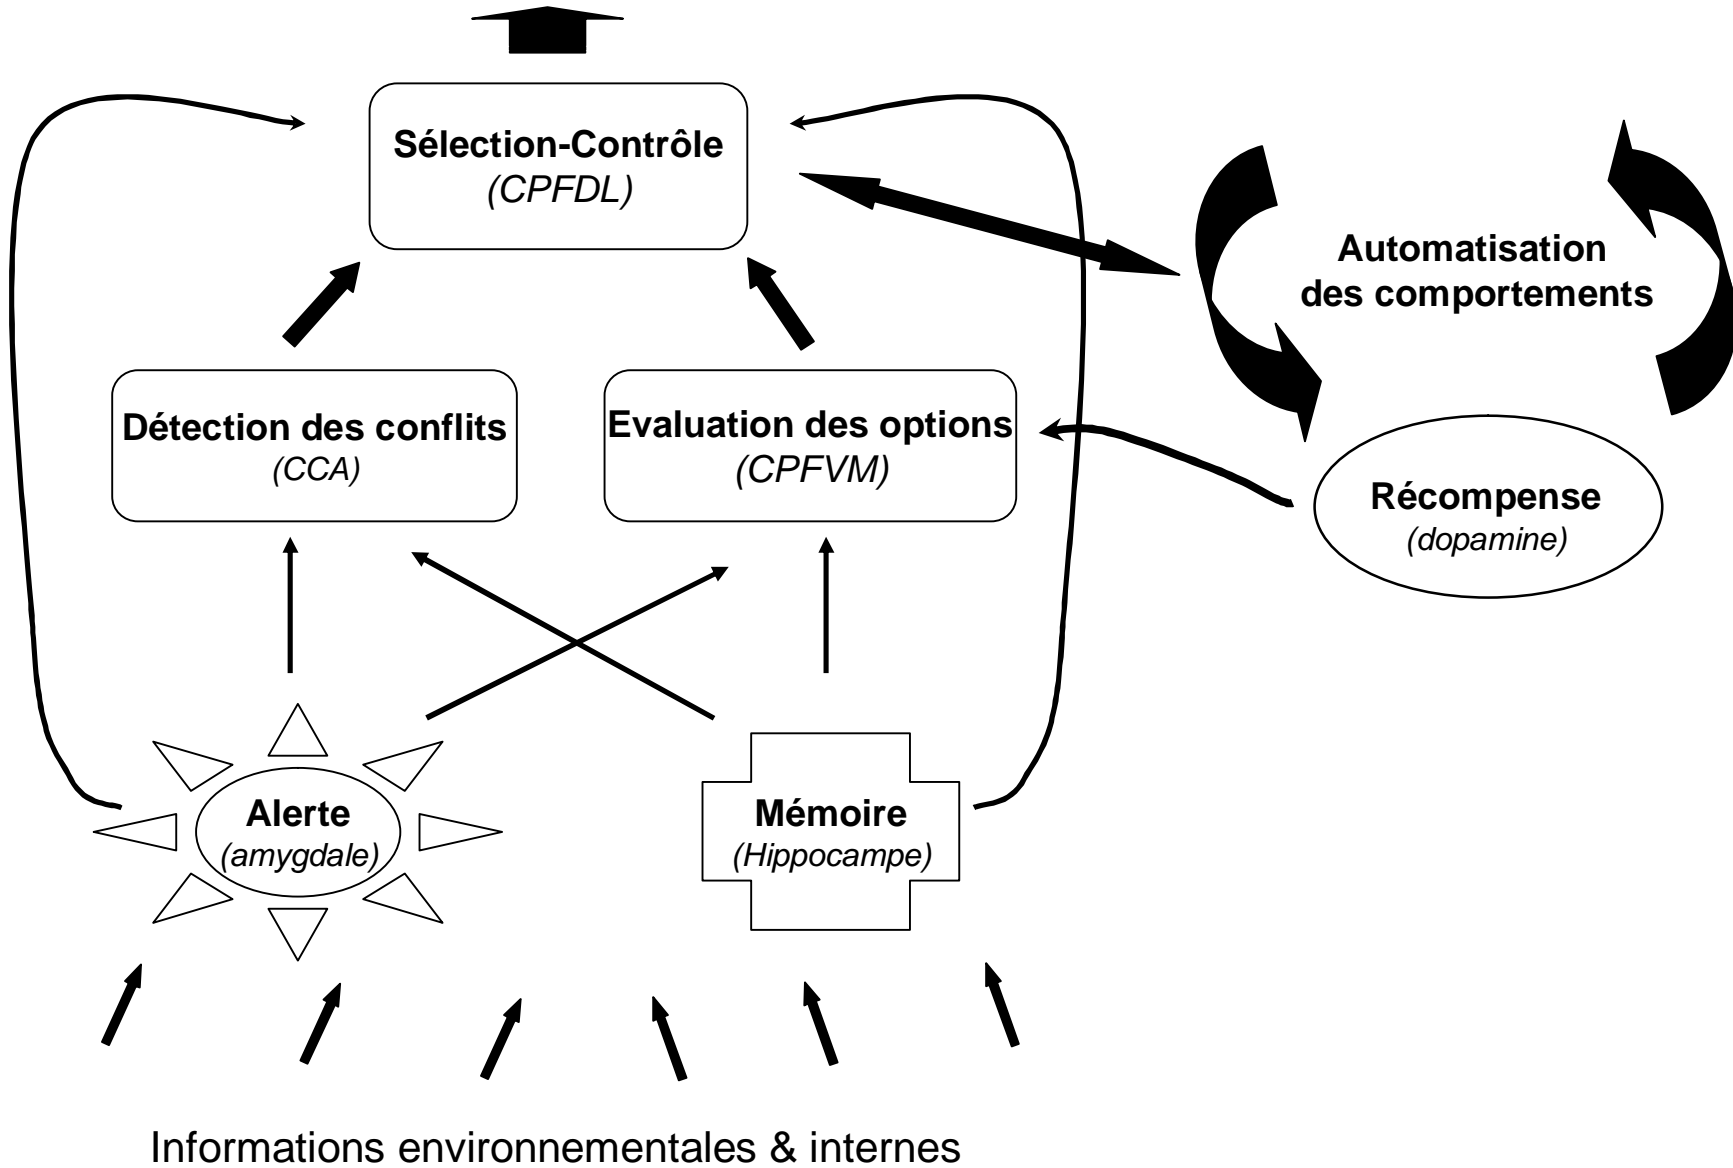 Sélection-Contrôle
(CPFDL)
Automatisation
des comportements
Détection des conflits
(CCA)
Evaluation des options
(CPFVM)
Récompense
(dopamine)
Alerte
(amygdale)
Mémoire
(Hippocampe)
Informations environnementales & internes